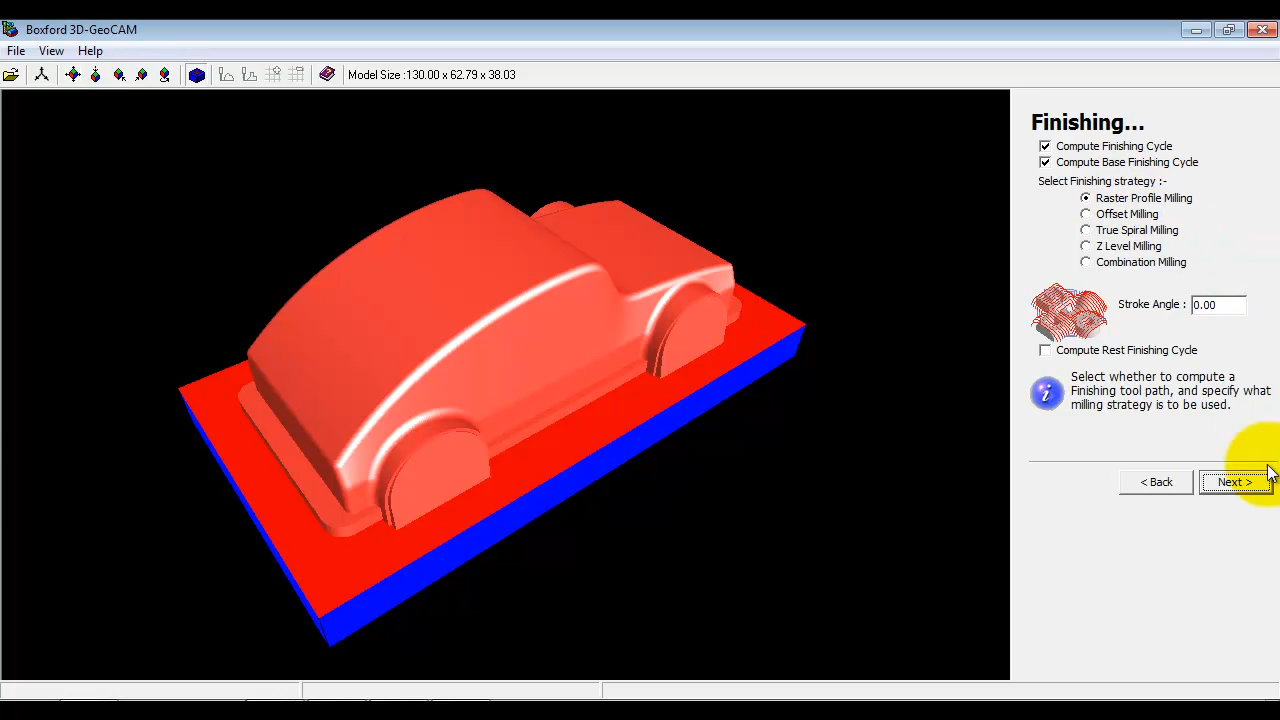 Boxford 3D-GeoCAM
File View Help
Model Size :130.00 x 62.79 x 38.03
Finishing...
Compute Finishing Cycle
Compute Base Finishing Cycle
Select Finishing strategy :-
Raster Profile Milling
Offset Milling
True Spiral Milling
Z Level Milling
Combination Milling
Stroke Angle : 0.00
Compute Rest Finishing Cycle
Select whether to compute a
Finishing tool path, and specify what
milling strategy is to be used.
< Back Next >